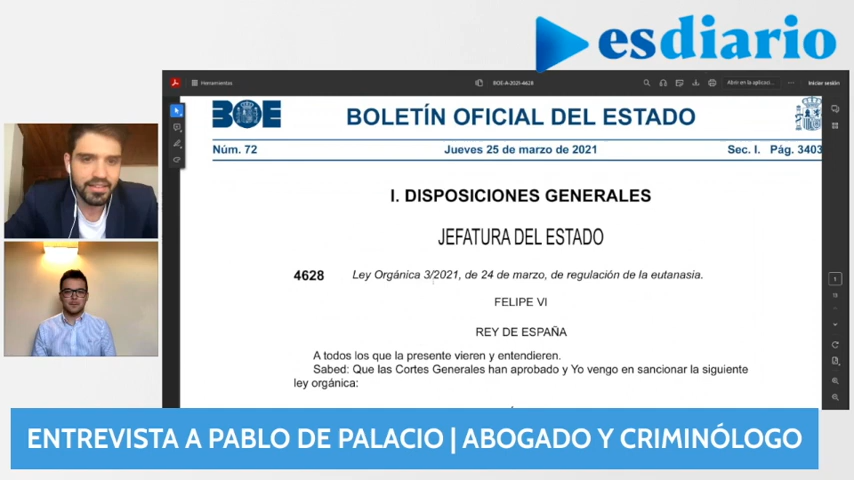 esdiario
Herramientas
BOE-A-2021-4628
Abrir en la aplicaci...
Iniciar sesión
BOE
BOLETÍN OFICIAL DEL ESTADO
Núm. 72
Jueves 25 de marzo de 2021
Sec. I. Pág. 3403
I. DISPOSICIONES GENERALES
JEFATURA DEL ESTADO
4628 Ley Orgánica 3/2021, de 24 de marzo, de regulación de la eutanasia.
FELIPE VI
REY DE ESPAÑA
A todos los que la presente vieren y entendieren.
Sabed: Que las Cortes Generales han aprobado y Yo vengo en sancionar la siguiente
ley orgánica:
ENTREVISTA A PABLO DE PALACIO | ABOGADO Y CRIMINÓLOGO